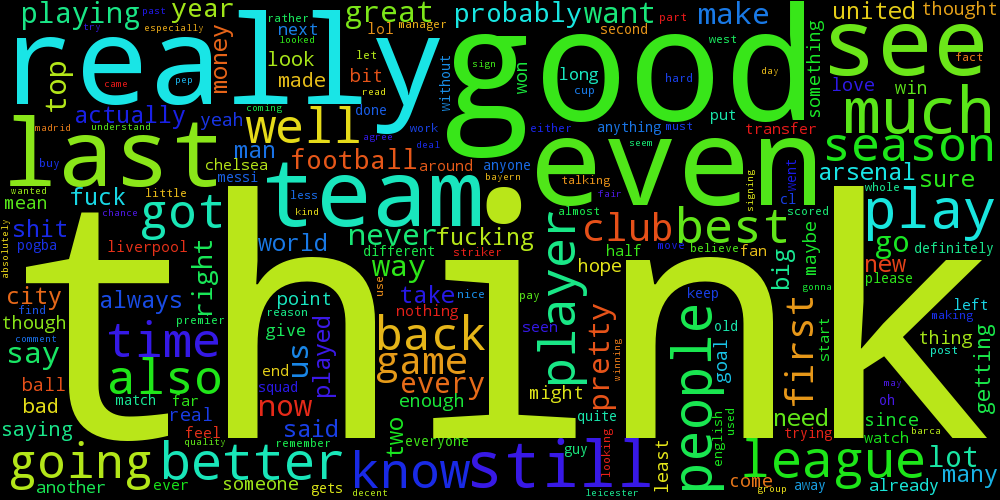 playing year great probably want make united thought
past rather next lol manager second part west
try especially looked let read sign won long cup something fact
really good see
top money look made bit without love win
came pep hard day put much
actually yeah well done coming work agree deal either anything must transfer season
last man football around anyone seem arsenal sure
madrid understand chelsea messi less kind bayern talking fair signing cl went whole
buy wanted mean fuck little team even play
chance got never fucking almost club best scored go definitely
shit pogba liverpool world different striker half move believe fan maybe new please
absolutely right way player hope big gonna
think
city always point take nice use pay keep left
find though premier reason nothing seen old making thing
comment time give us played back might people goal first start post getting
say also end game winning pretty
ball match far squad every enough need may oh
bad real now quite since
saying feel said two everyone trying watch barca
quality remember guy looking english used
going better know still least league lot
another ever someone gets decent leicester come group away already many